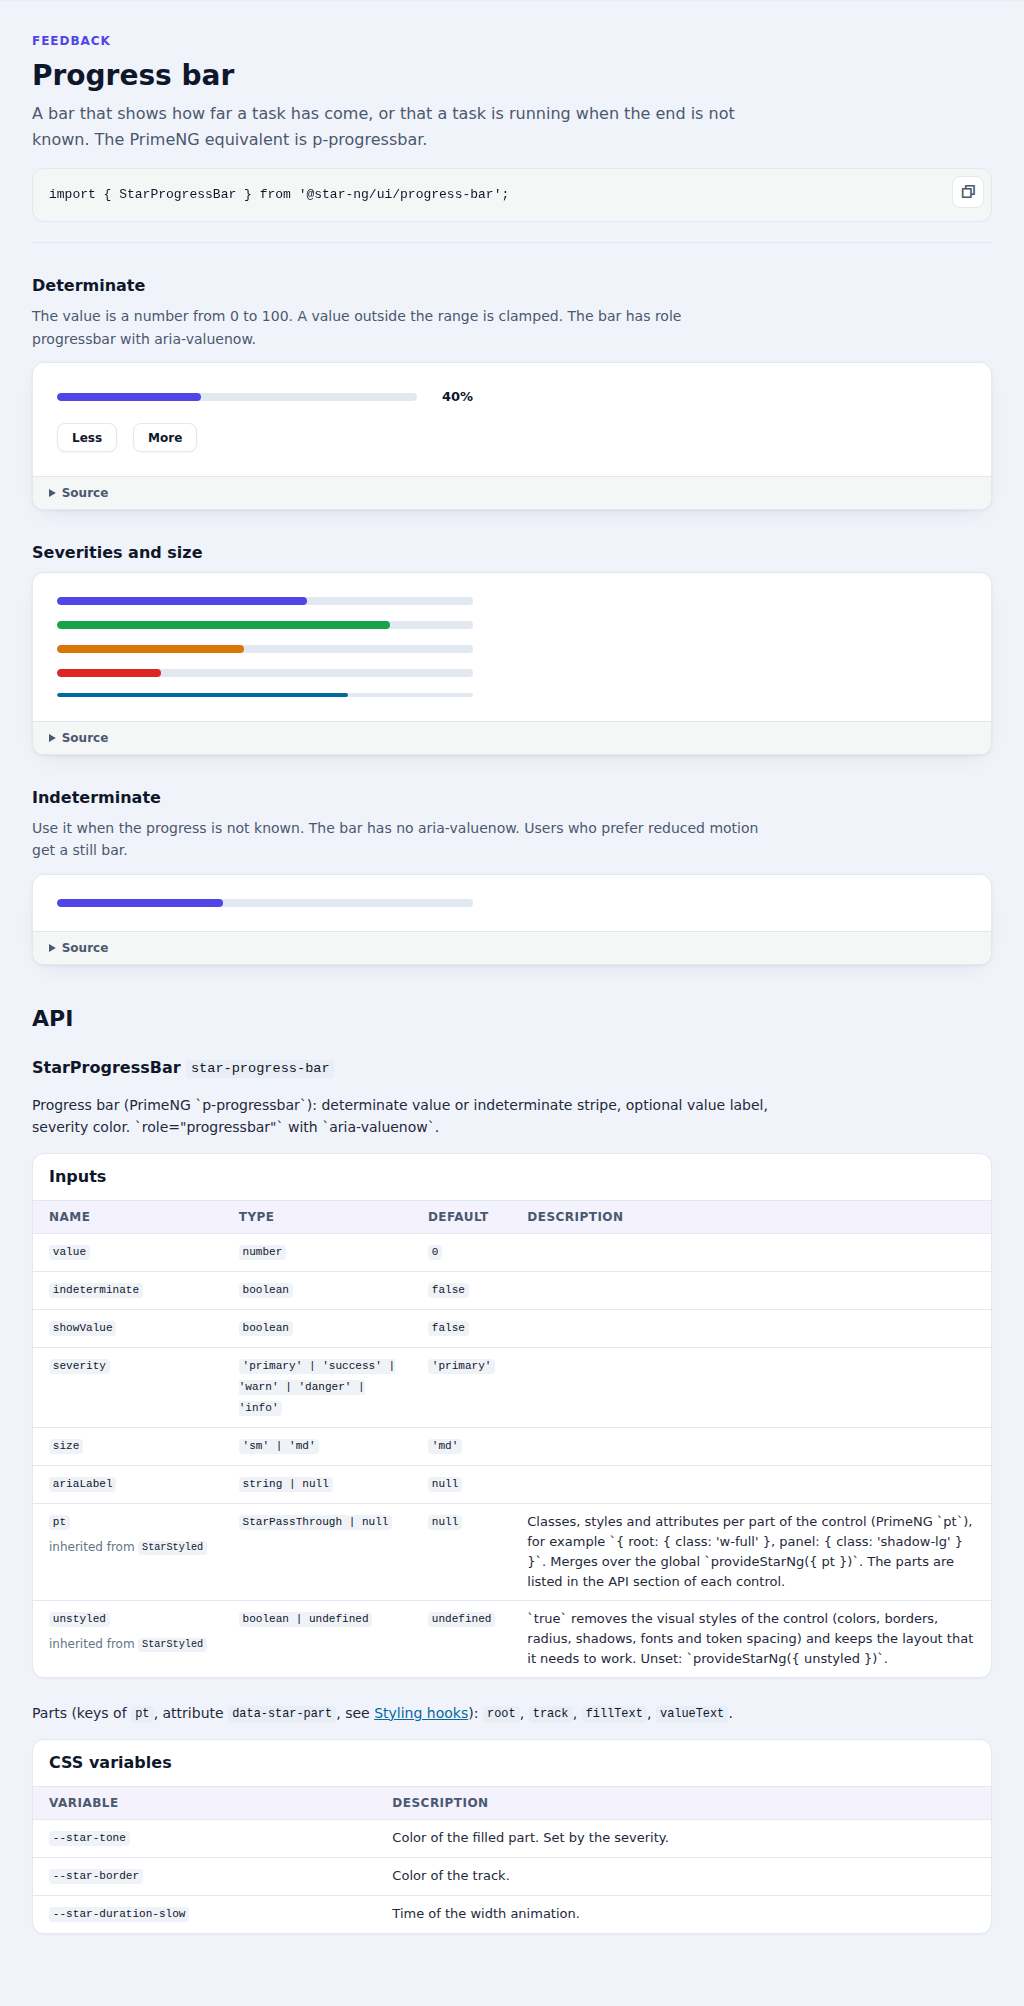 FEEDBACK
Progress bar
A bar that shows how far a task has come, or that a task is running when the end is not
known. The PrimeNG equivalent is p-progressbar.
import { StarProgressBar } from '@star-ng/ui/progress-bar';
Determinate
The value is a number from 0 to 100. A value outside the range is clamped. The bar has role
progressbar with aria-valuenow.
40%
Less More
Source
Severities and size
Source
Indeterminate
Use it when the progress is not known. The bar has no aria-valuenow. Users who prefer reduced motion
get a still bar.
Source
API
StarProgressBar star-progress-bar
Progress bar (PrimeNG `p-progressbar`): determinate value or indeterminate stripe, optional value label,
severity color. `role="progressbar"` with `aria-valuenow`.
Inputs
NAME TYPE DEFAULT DESCRIPTION
value number 0
indeterminate boolean false
showValue boolean false
severity 'primary' | 'success' | 'primary'
'warn' | 'danger' |
'info'
size 'sm' | 'md' 'md'
ariaLabel string | null null
pt StarPassThrough | null null Classes, styles and attributes per part of the control (PrimeNG `pt`),
inherited from StarStyled for example `{ root: { class: 'w-full' }, panel: { class: 'shadow-lg' }
}`. Merges over the global `provideStarNg({ pt })`. The parts are
listed in the API section of each control.
unstyled boolean | undefined undefined `true` removes the visual styles of the control (colors, borders,
inherited from StarStyled radius, shadows, fonts and token spacing) and keeps the layout that
it needs to work. Unset: `provideStarNg({ unstyled })`.
Parts (keys of pt, attribute data-star-part, see Styling hooks): root, track, fillText, valueText.
CSS variables
VARIABLE DESCRIPTION
--star-tone Color of the filled part. Set by the severity.
--star-border Color of the track.
--star-duration-slow Time of the width animation.